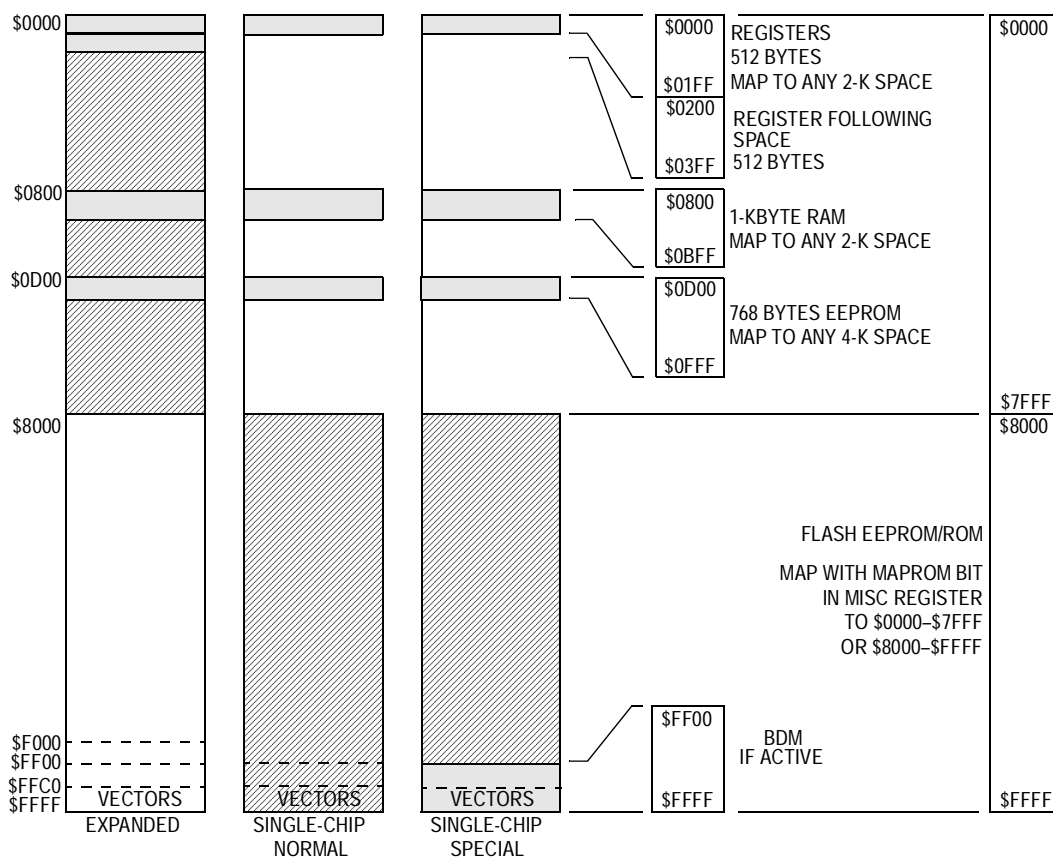 $0000
$0800
$0D00
$8000
$F000
$FF00
$FFC0
$FFFF
VECTORS
EXPANDED
VECTORS
SINGLE-CHIP
NORMAL
VECTORS
SINGLE-CHIP
SPECIAL
$0000
$01FF
REGISTERS
512 BYTES
MAP TO ANY 2-K SPACE
$0200
$03FF
REGISTER FOLLOWING
SPACE
512 BYTES
$0800
$0BFF
1-KBYTE RAM
MAP TO ANY 2-K SPACE
$0D00
$0FFF
768 BYTES EEPROM
MAP TO ANY 4-K SPACE
FLASH EEPROM/ROM
MAP WITH MAPROM BIT
IN MISC REGISTER
TO $0000–$7FFF
OR $8000–$FFFF
$FF00
$FFFF
BDM
IF ACTIVE
$0000
$7FFF
$8000
$FFFF